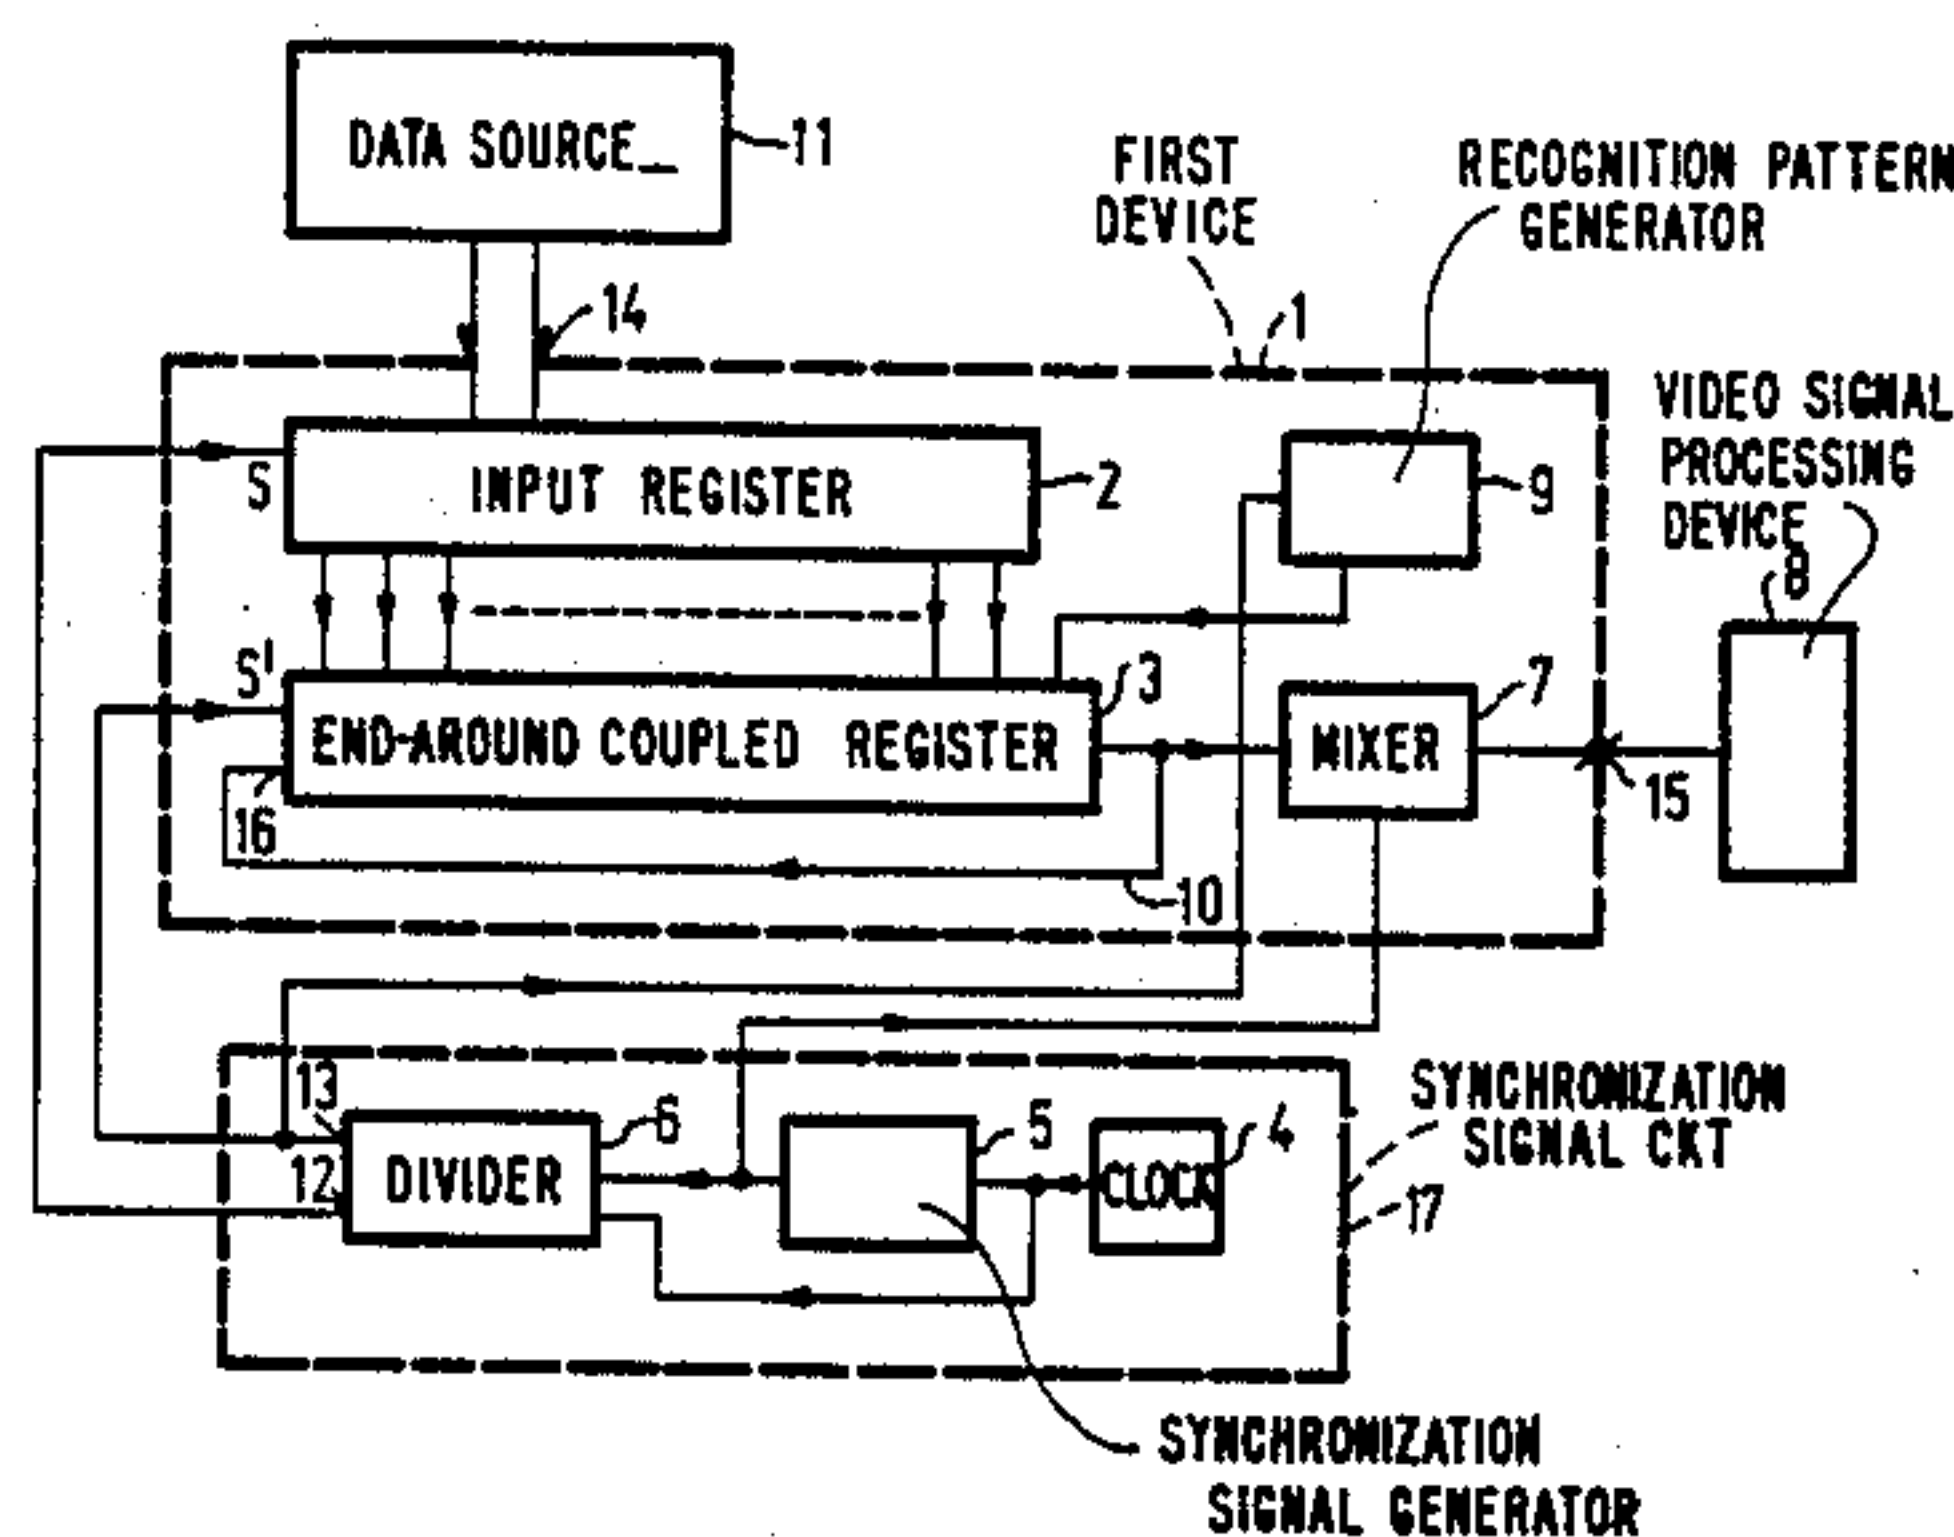 DATA SOURCE_
11
FIRST
DEVICE
RECOGNITION PATTERN
GENERATOR
14
1
VIDEO SIGNAL
PROCESSING
DEVICE
8
S
INPUT REGISTER
2
9
S'
END-AROUND COUPLED REGISTER
3
MIXER
7
15
16
10
13
12
DIVIDER
6
5
CLOCK
4
SYNCHRONIZATION
SIGNAL CKT
17
SYNCHRONIZATION
SIGNAL GENERATOR